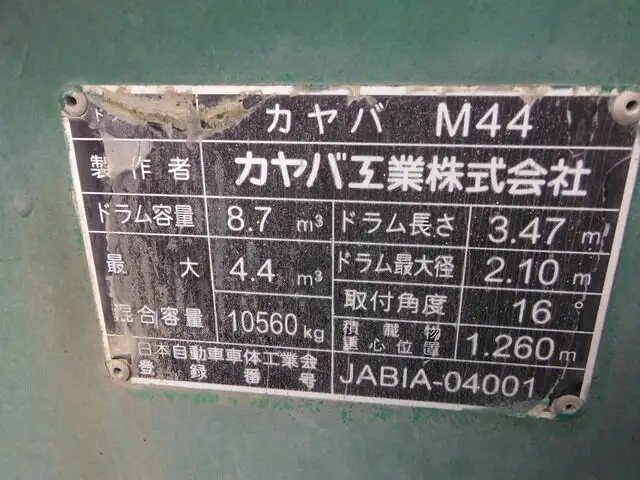 ド カヤバ M44
製作者 カヤバ工業株式会社
ドラム容量 8.7 m³ ドラム長さ 3.47 m
最大 4.4 m³ ドラム最大径 2.10 m
混合容量 10560 kg 取付角度 16°
積載物重心位置 1.260 m
日本自動車車体工業会
登録番号 JABIA-04001